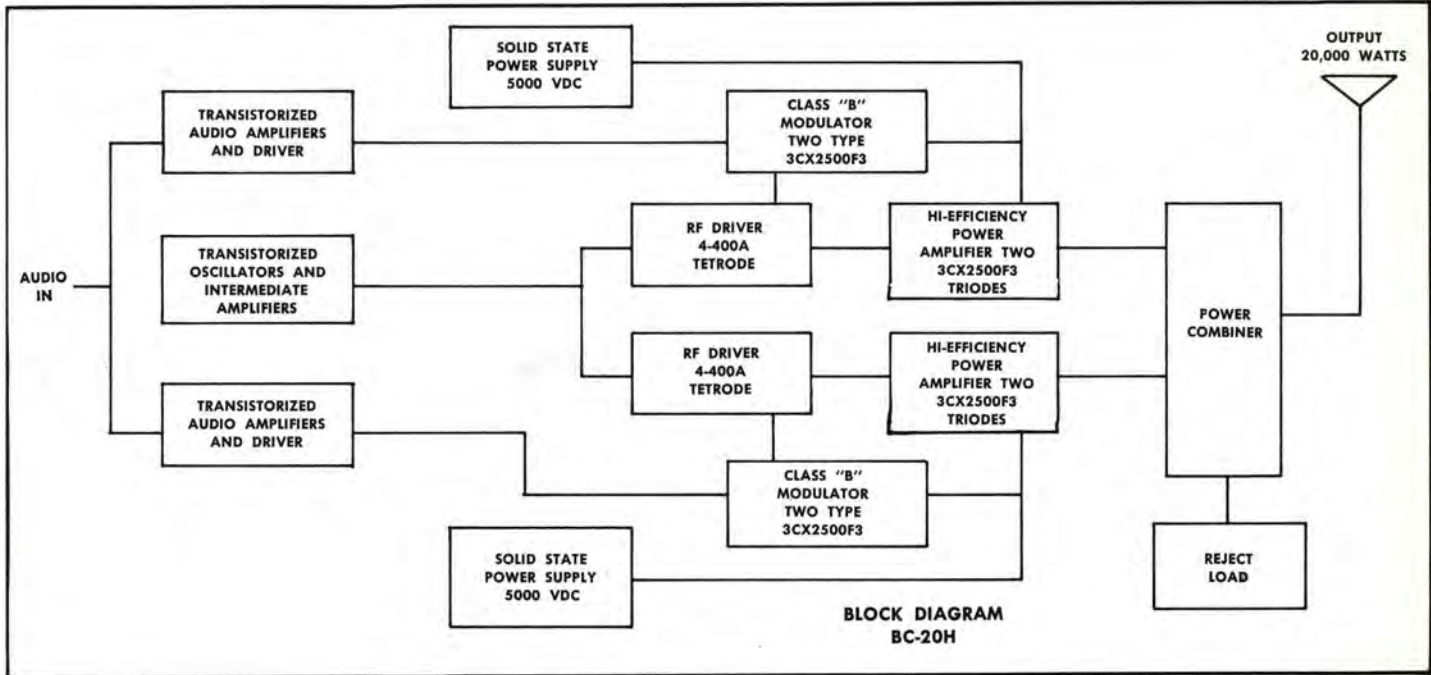 SOLID STATE
POWER SUPPLY
5000 VDC
OUTPUT
20,000 WATTS
TRANSISTORIZED
AUDIO AMPLIFIERS
AND DRIVER
CLASS "B"
MODULATOR
TWO TYPE
3CX2500F3
AUDIO
IN
TRANSISTORIZED
OSCILLATORS AND
INTERMEDIATE
AMPLIFIERS
RF DRIVER
4-400A
TETRODE
HI-EFFICIENCY
POWER
AMPLIFIER TWO
3CX2500F3
TRIODES
POWER
COMBINER
RF DRIVER
4-400A
TETRODE
HI-EFFICIENCY
POWER
AMPLIFIER TWO
3CX2500F3
TRIODES
TRANSISTORIZED
AUDIO AMPLIFIERS
AND DRIVER
CLASS "B"
MODULATOR
TWO TYPE
3CX2500F3
SOLID STATE
POWER SUPPLY
5000 VDC
REJECT
LOAD
BLOCK DIAGRAM
BC-20H